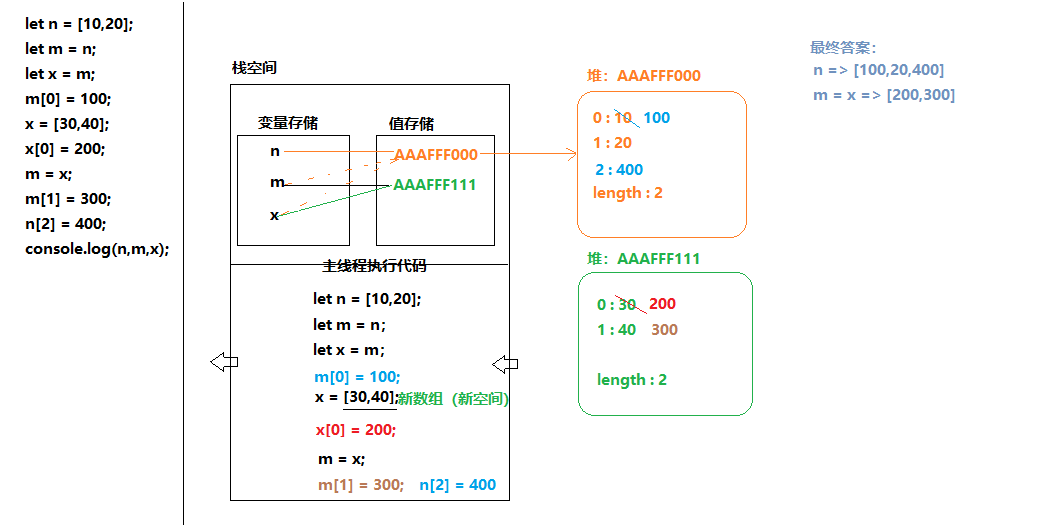 let n = [10,20];
let m = n;
let x = m;
m[0] = 100;
x = [30,40];
x[0] = 200;
m = x;
m[1] = 300;
n[2] = 400;
console.log(n,m,x);
栈空间
变量存储
值存储
n
m
x
AAAFFF000
AAAFFF111
主线程执行代码
let n = [10,20];
let m = n;
let x = m;
m[0] = 100;
x = [30,40];新数组（新空间）
x[0] = 200;
m = x;
m[1] = 300; n[2] = 400
堆：AAAFFF000
0 : 10 100
1 : 20
2 : 400
length : 2
堆：AAAFFF111
0 : 30 200
1 : 40 300
length : 2
最终答案：
n => [100,20,400]
m = x => [200,300]